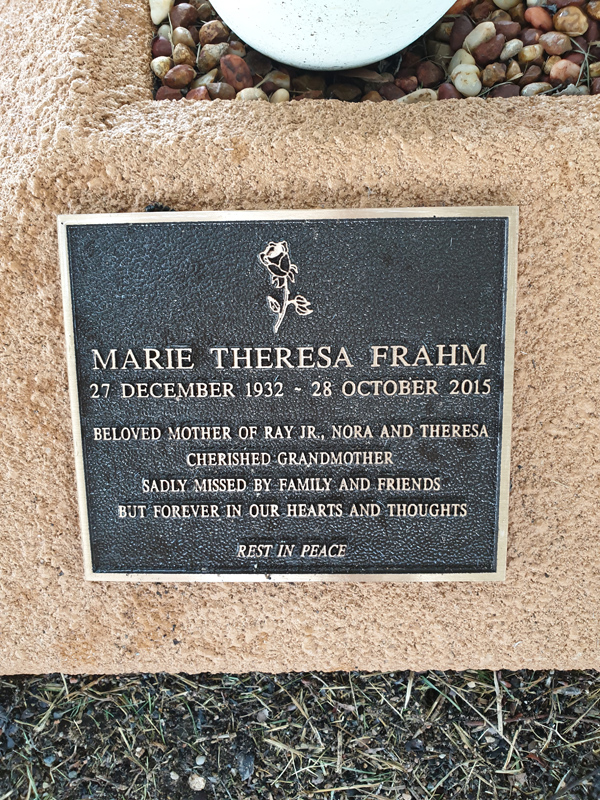 MARIE THERESA FRAHM
27 DECEMBER 1932 ~ 28 OCTOBER 2015
BELOVED MOTHER OF RAY JR., NORA AND THERESA
CHERISHED GRANDMOTHER
SADLY MISSED BY FAMILY AND FRIENDS
BUT FOREVER IN OUR HEARTS AND THOUGHTS
REST IN PEACE